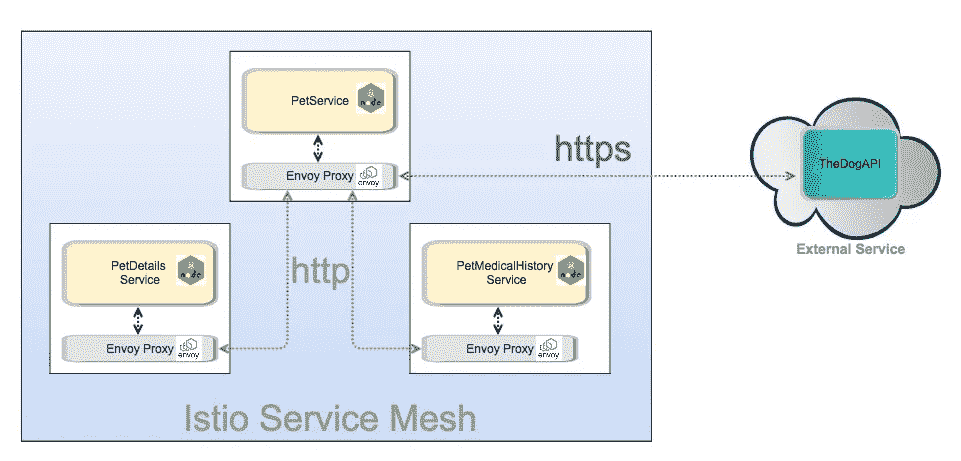 PetService
node
Envoy Proxy
envoy
https
TheDogAPI
External Service
PetDetails
Service
node
Envoy Proxy
envoy
http
PetMedicalHistory
Service
node
Envoy Proxy
envoy
Istio Service Mesh